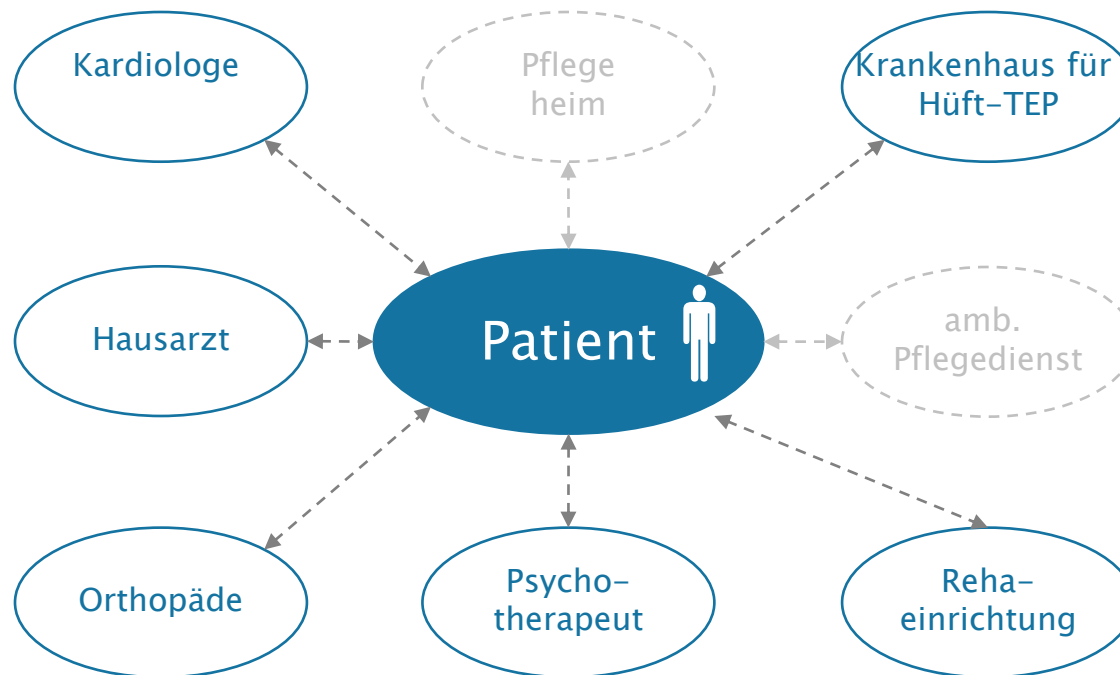 Kardiologe
Pflege
heim
Krankenhaus für
Hüft-TEP
Hausarzt
Patient
amb.
Pflegedienst
Orthopäde
Psycho-
therapeut
Reha-
einrichtung